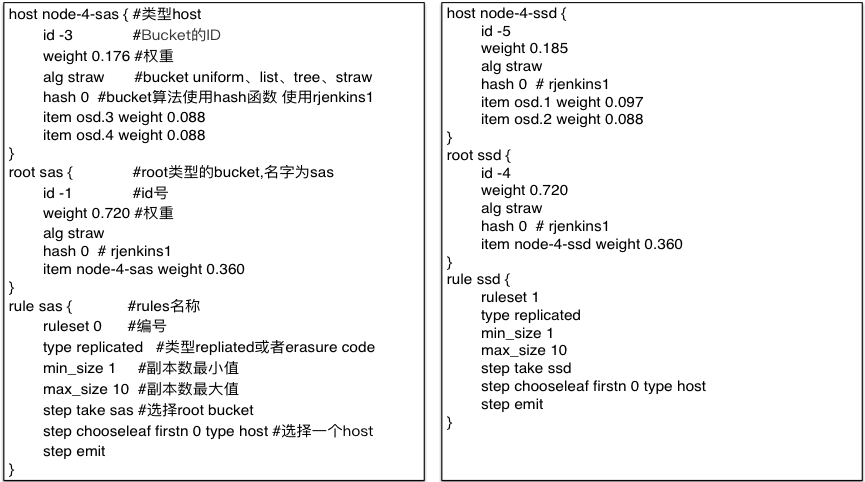 host node-4-sas { #类型host
id -3 #Bucket的ID
weight 0.176 #权重
alg straw #bucket uniform、list、tree、straw
hash 0 #bucket算法使用hash函数 使用rjenkins1
item osd.3 weight 0.088
item osd.4 weight 0.088
}
root sas { #root类型的bucket,名字为sas
id -1 #id号
weight 0.720 #权重
alg straw
hash 0 # rjenkins1
item node-4-sas weight 0.360
}
rule sas { #rules名称
ruleset 0 #编号
type replicated #类型repliated或者erasure code
min_size 1 #副本数最小值
max_size 10 #副本数最大值
step take sas #选择root bucket
step chooseleaf firstn 0 type host #选择一个host
step emit
}
host node-4-ssd {
id -5
weight 0.185
alg straw
hash 0 # rjenkins1
item osd.1 weight 0.097
item osd.2 weight 0.088
}
root ssd {
id -4
weight 0.720
alg straw
hash 0 # rjenkins1
item node-4-ssd weight 0.360
}
rule ssd {
ruleset 1
type replicated
min_size 1
max_size 10
step take ssd
step chooseleaf firstn 0 type host
step emit
}